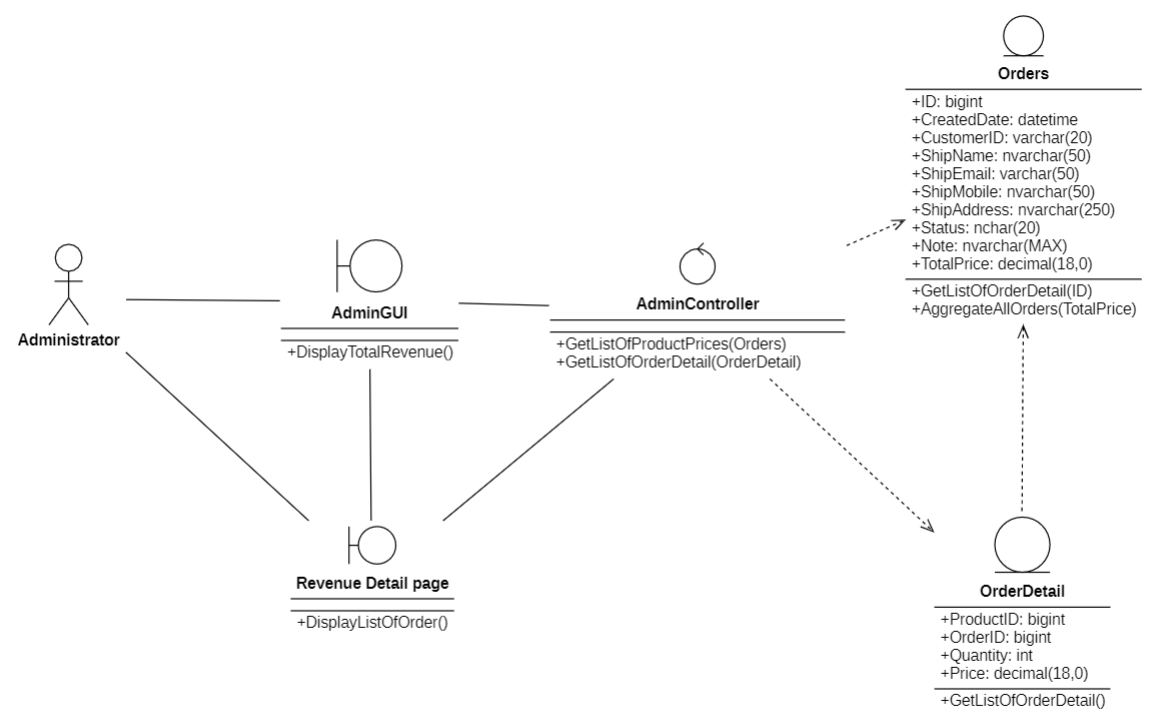 Orders
+ID: bigint
+CreatedDate: datetime
+CustomerID: varchar(20)
+ShipName: nvarchar(50)
+ShipEmail: varchar(50)
+ShipMobile: nvarchar(50)
+ShipAddress: nvarchar(250)
+Status: nchar(20)
+Note: nvarchar(MAX)
+TotalPrice: decimal(18,0)
+GetListOfOrderDetail(ID)
+AggregateAllOrders(TotalPrice)
Administrator
AdminGUI
+DisplayTotalRevenue()
AdminController
+GetListOfProductPrices(Orders)
+GetListOfOrderDetail(OrderDetail)
Revenue Detail page
+DisplayListOfOrder()
OrderDetail
+ProductID: bigint
+OrderID: bigint
+Quantity: int
+Price: decimal(18,0)
+GetListOfOrderDetail()